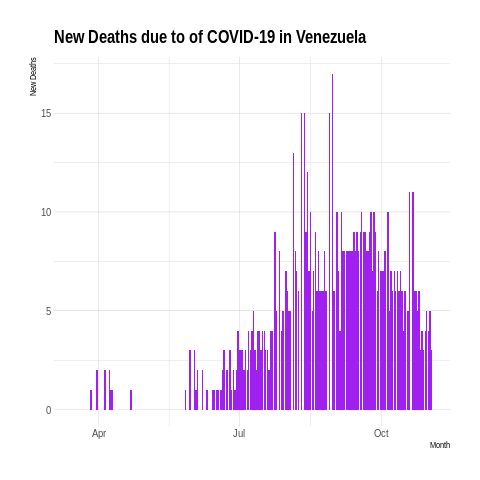 New Deaths due to of COVID-19 in Venezuela
New Deaths
15
10
5
0
Apr Jul Oct
Month